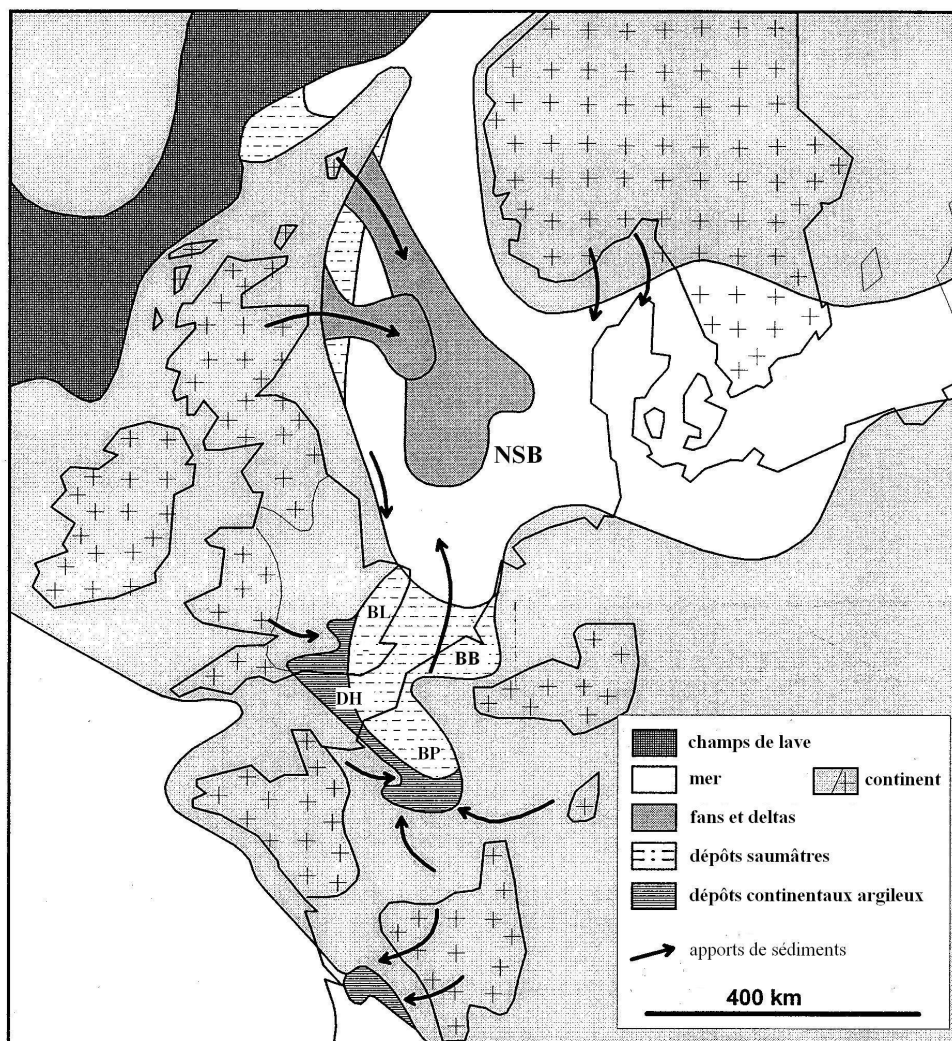 NSB
BL
BB
DH
BP
champs de lave
mer
continent
fans et deltas
dépôts saumâtres
dépôts continentaux argileux
apports de sédiments
400 km